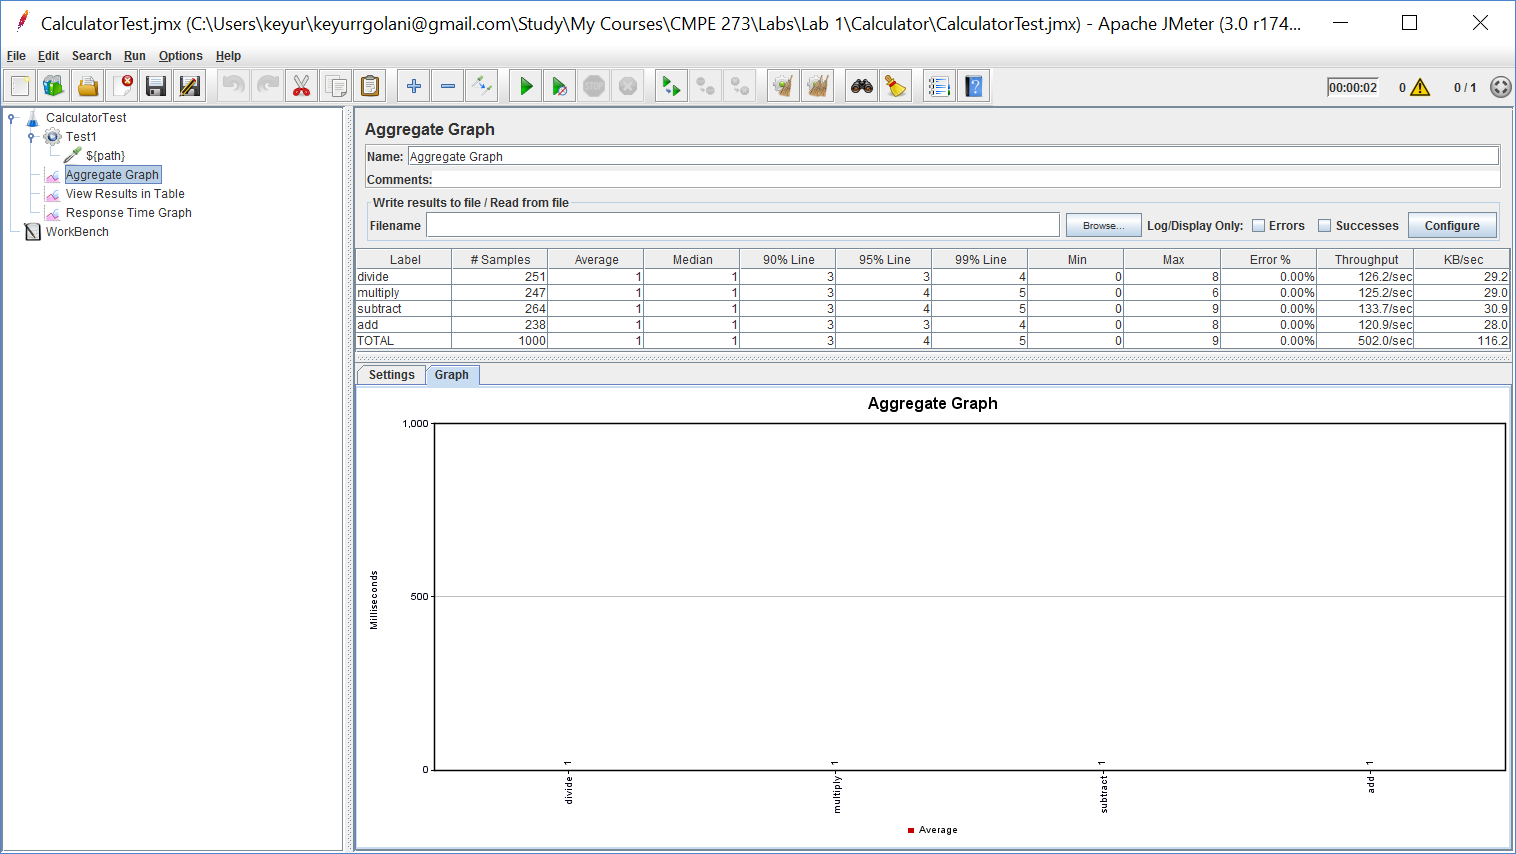 CalculatorTest.jmx (C:\Users\keyur\keyurrgolani@gmail.com\Study\My Courses\CMPE 273\Labs\Lab 1\Calculator\CalculatorTest.jmx) - Apache JMeter (3.0 r174...
File Edit Search Run Options Help
STOP 00:00:02 0 0 / 1
CalculatorTest
Test1
${path}
Aggregate Graph
View Results in Table
Response Time Graph
WorkBench
Aggregate Graph
Name: Aggregate Graph
Comments:
Write results to file / Read from file
Filename Browse... Log/Display Only: Errors Successes Configure
Label # Samples Average Median 90% Line 95% Line 99% Line Min Max Error % Throughput KB/sec
divide 251 1 1 3 3 4 0 8 0.00% 126.2/sec 29.2
multiply 247 1 1 3 4 5 0 6 0.00% 125.2/sec 29.0
subtract 264 1 1 3 4 5 0 9 0.00% 133.7/sec 30.9
add 238 1 1 3 3 4 0 8 0.00% 120.9/sec 28.0
TOTAL 1000 1 1 3 4 5 0 9 0.00% 502.0/sec 116.2
Settings Graph
Aggregate Graph
1,000
500
0
Milliseconds
1 1 1 1
divide multiply subtract add
Average